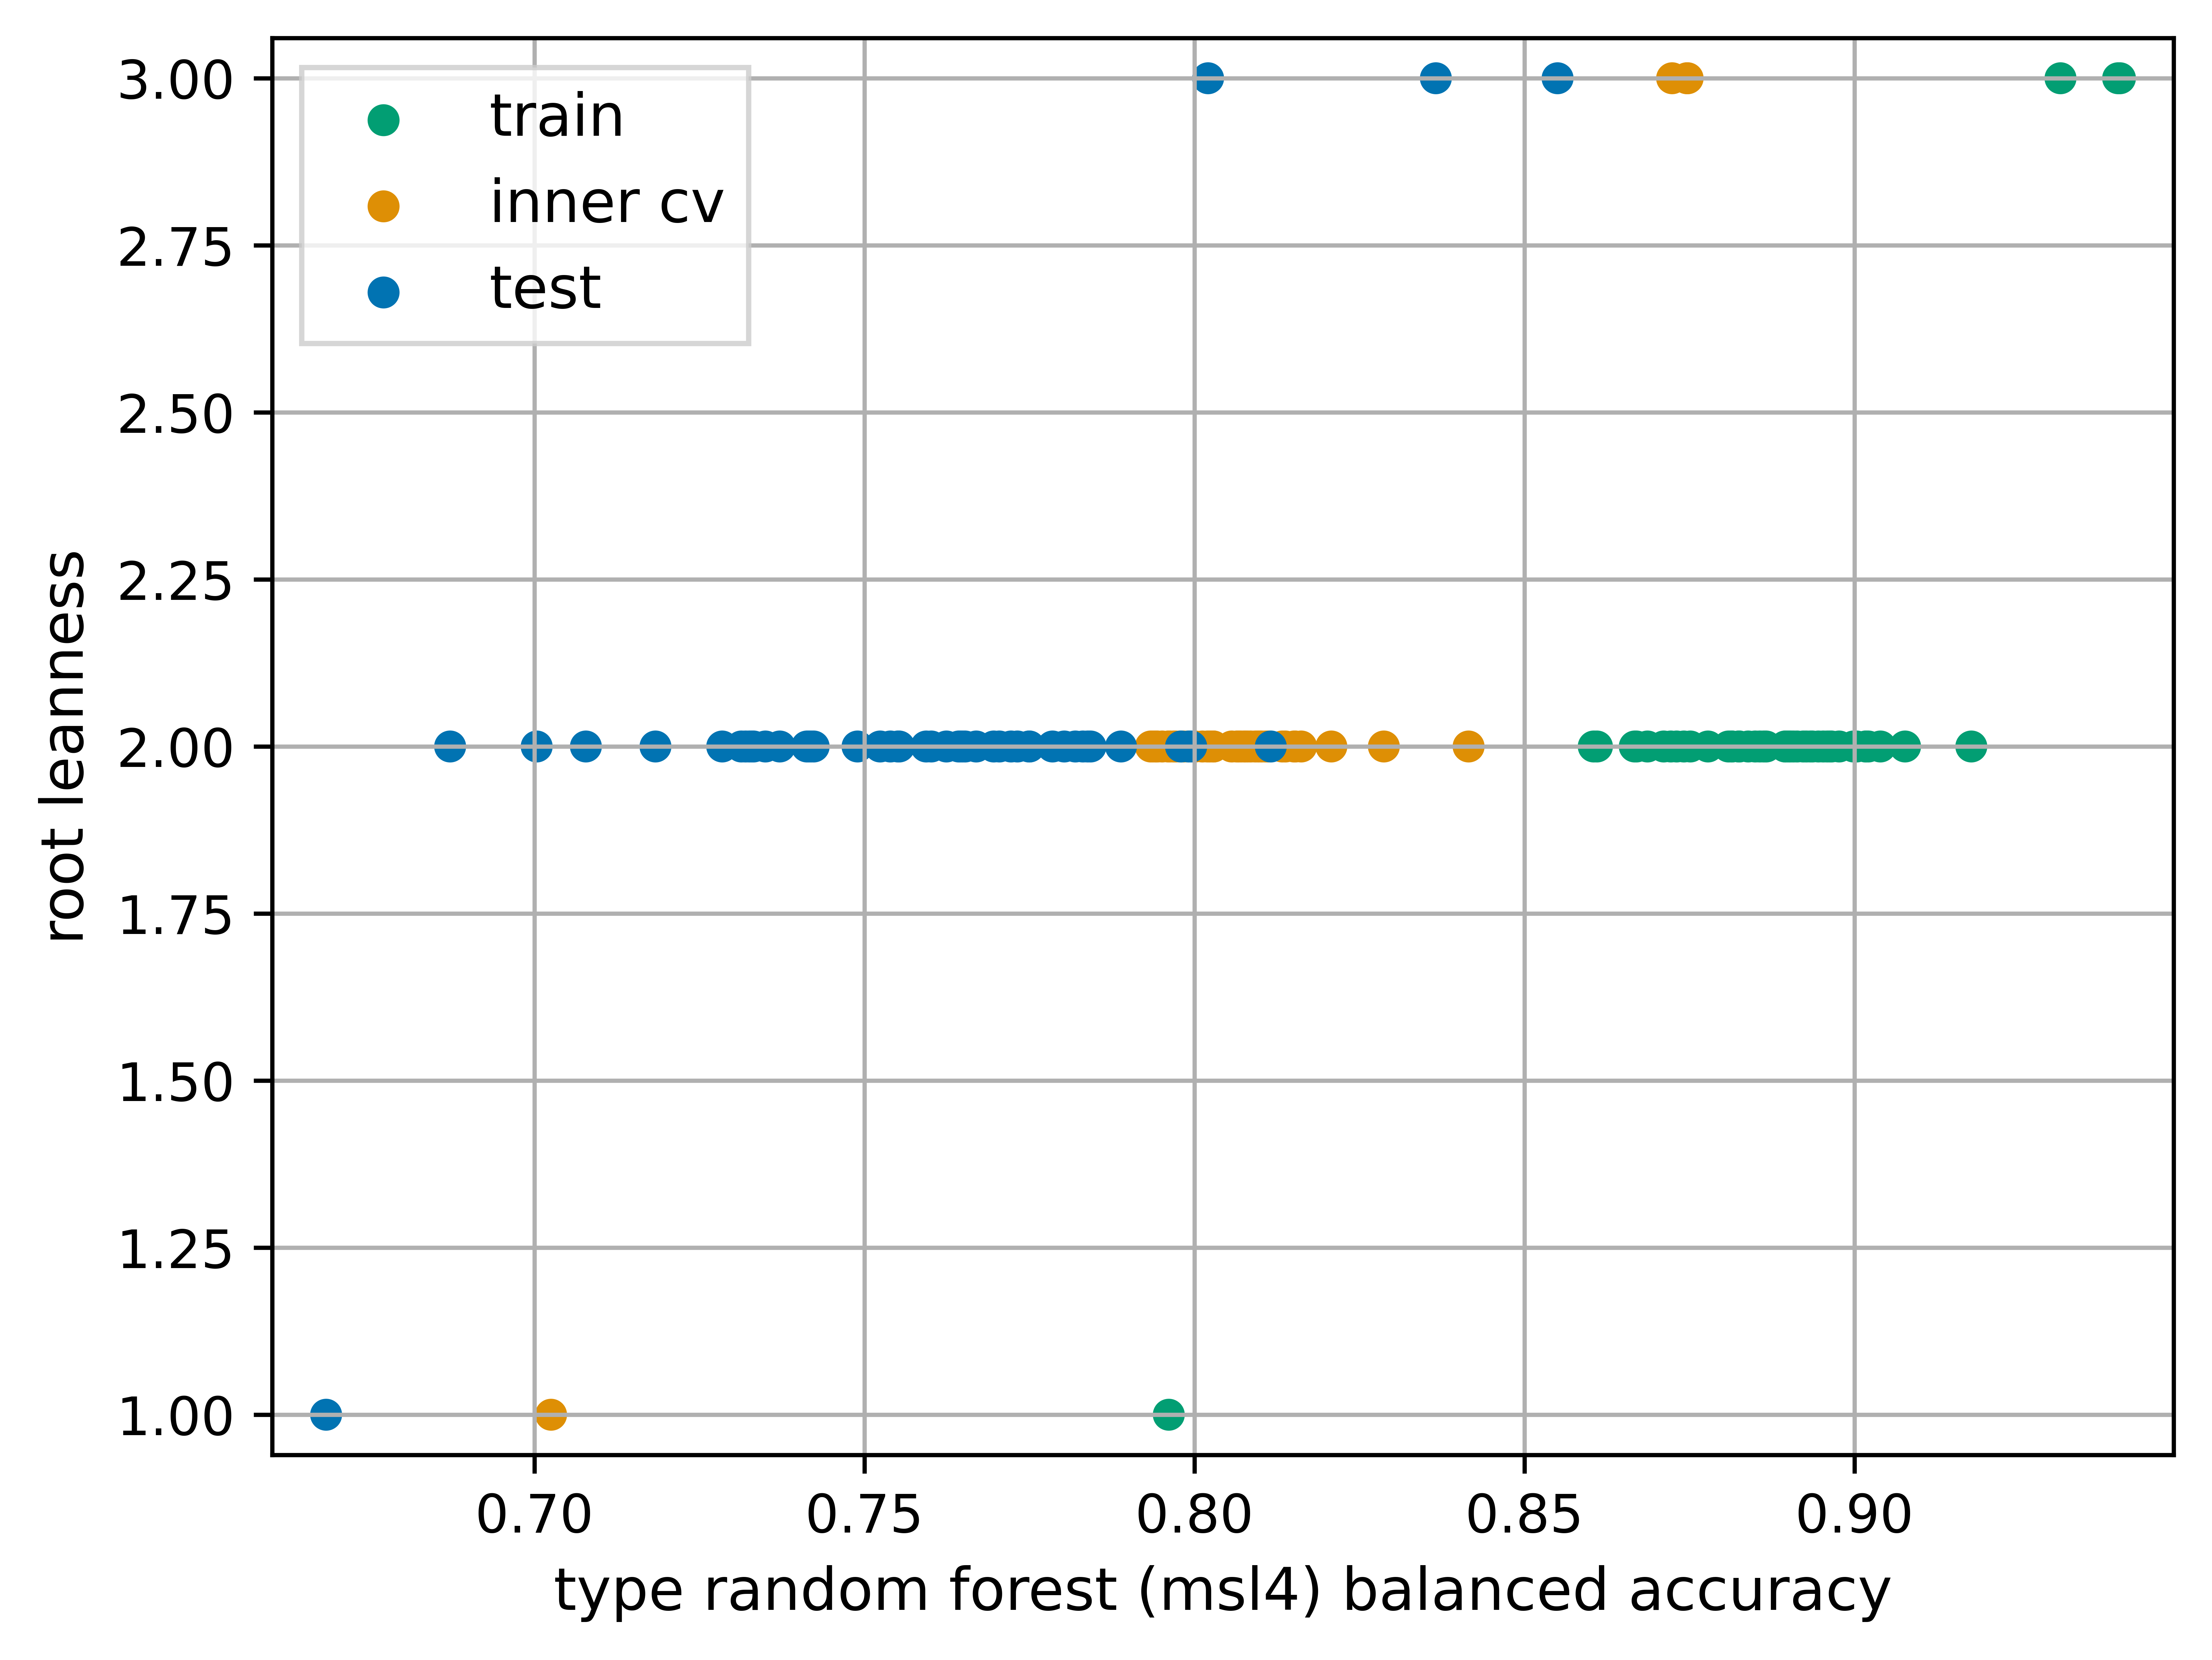 3.00
2.75
2.50
2.25
2.00
1.75
1.50
1.25
1.00
root leanness
train
inner cv
test
0.70 0.75 0.80 0.85 0.90
type random forest (msl4) balanced accuracy